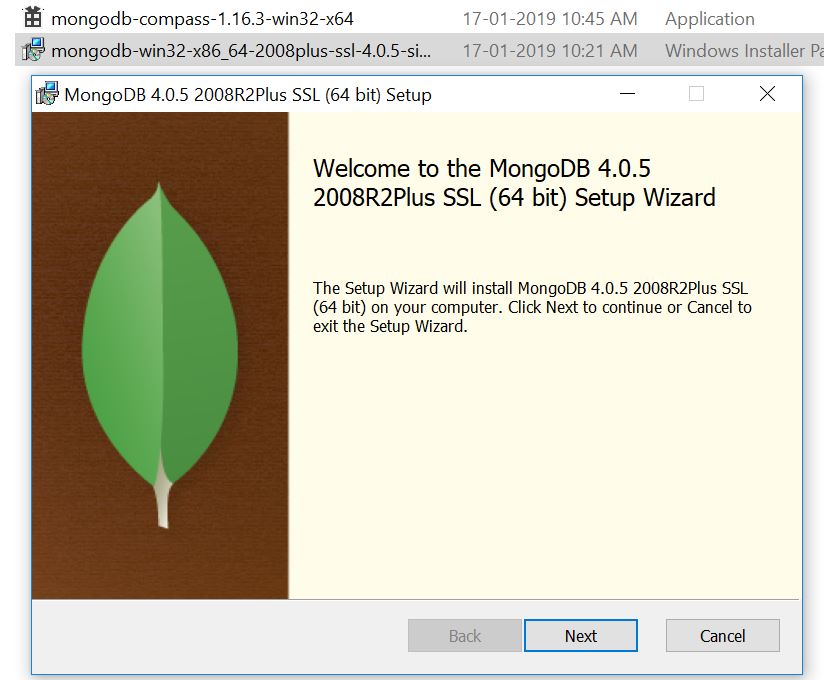 mongodb-compass-1.16.3-win32-x64 17-01-2019 10:45 AM Application
mongodb-win32-x86_64-2008plus-ssl-4.0.5-si... 17-01-2019 10:21 AM Windows Installer Pa
MongoDB 4.0.5 2008R2Plus SSL (64 bit) Setup
Welcome to the MongoDB 4.0.5
2008R2Plus SSL (64 bit) Setup Wizard
The Setup Wizard will install MongoDB 4.0.5 2008R2Plus SSL
(64 bit) on your computer. Click Next to continue or Cancel to
exit the Setup Wizard.
Back Next Cancel